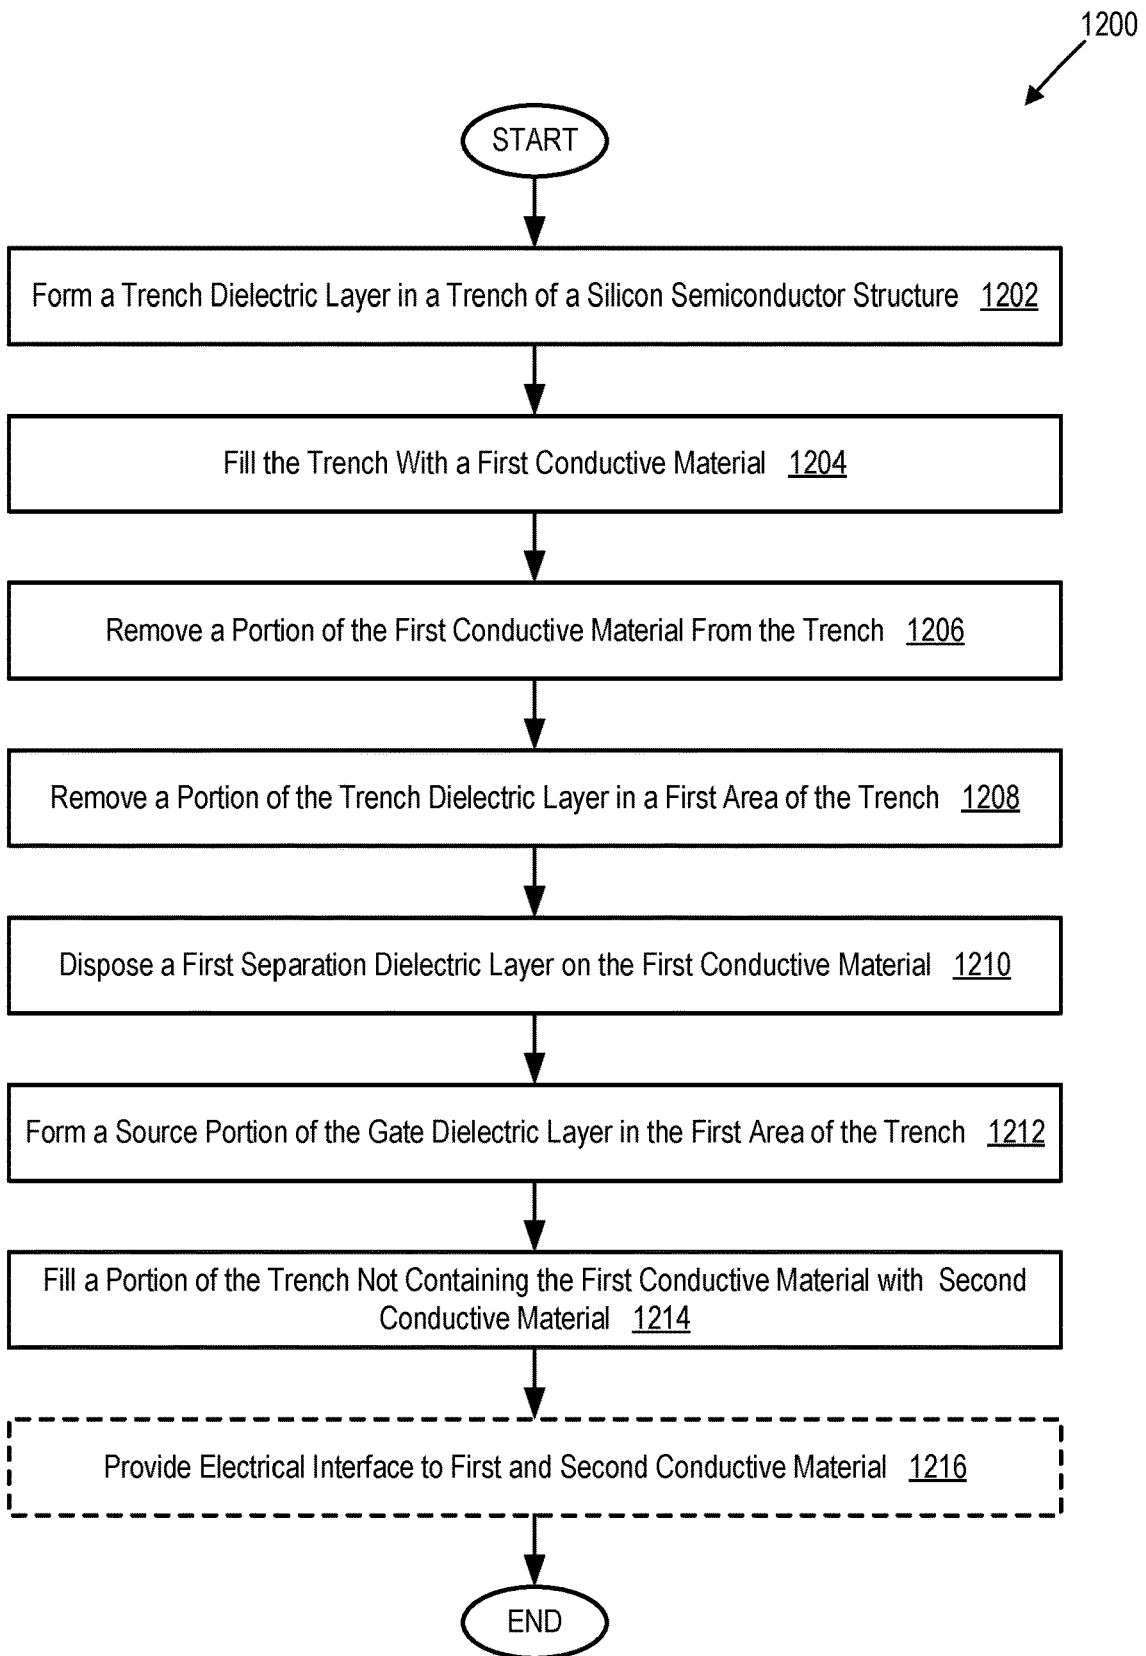 1200
START
Form a Trench Dielectric Layer in a Trench of a Silicon Semiconductor Structure 1202
Fill the Trench With a First Conductive Material 1204
Remove a Portion of the First Conductive Material From the Trench 1206
Remove a Portion of the Trench Dielectric Layer in a First Area of the Trench 1208
Dispose a First Separation Dielectric Layer on the First Conductive Material 1210
Form a Source Portion of the Gate Dielectric Layer in the First Area of the Trench 1212
Fill a Portion of the Trench Not Containing the First Conductive Material with Second
Conductive Material 1214
Provide Electrical Interface to First and Second Conductive Material 1216
END